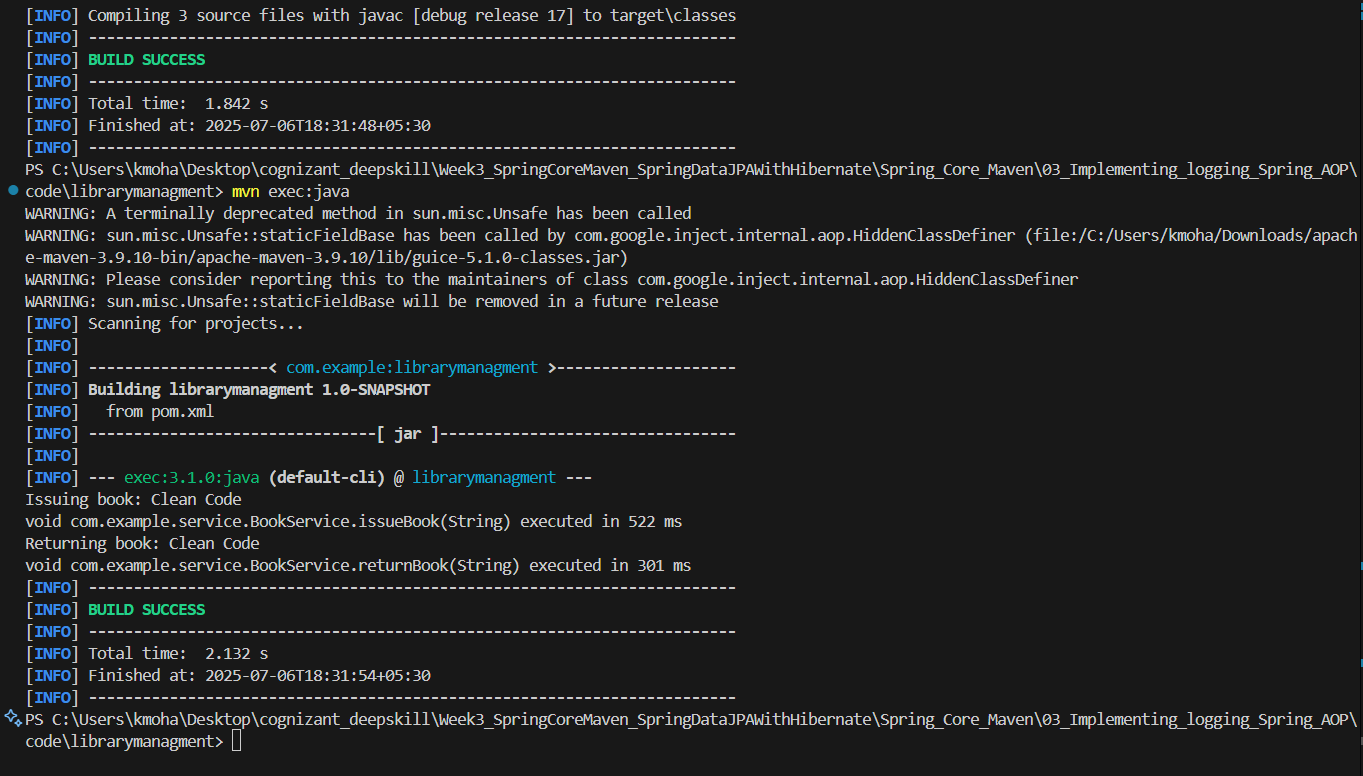 [INFO] Compiling 3 source files with javac [debug release 17] to target\classes
[INFO] ------------------------------------------------------------------------
[INFO] BUILD SUCCESS
[INFO] ------------------------------------------------------------------------
[INFO] Total time:  1.842 s
[INFO] Finished at: 2025-07-06T18:31:48+05:30
[INFO] ------------------------------------------------------------------------
PS C:\Users\kmoha\Desktop\cognizant_deepskill\Week3_SpringCoreMaven_SpringDataJPAWithHibernate\Spring_Core_Maven\03_Implementing_logging_Spring_AOP\
code\librarymanagment> mvn exec:java
WARNING: A terminally deprecated method in sun.misc.Unsafe has been called
WARNING: sun.misc.Unsafe::staticFieldBase has been called by com.google.inject.internal.aop.HiddenClassDefiner (file:/C:/Users/kmoha/Downloads/apach
e-maven-3.9.10-bin/apache-maven-3.9.10/lib/guice-5.1.0-classes.jar)
WARNING: Please consider reporting this to the maintainers of class com.google.inject.internal.aop.HiddenClassDefiner
WARNING: sun.misc.Unsafe::staticFieldBase will be removed in a future release
[INFO] Scanning for projects...
[INFO]
[INFO] --------------------< com.example:librarymanagment >--------------------
[INFO] Building librarymanagment 1.0-SNAPSHOT
[INFO]   from pom.xml
[INFO] --------------------------------[ jar ]---------------------------------
[INFO]
[INFO] --- exec:3.1.0:java (default-cli) @ librarymanagment ---
Issuing book: Clean Code
void com.example.service.BookService.issueBook(String) executed in 522 ms
Returning book: Clean Code
void com.example.service.BookService.returnBook(String) executed in 301 ms
[INFO] ------------------------------------------------------------------------
[INFO] BUILD SUCCESS
[INFO] ------------------------------------------------------------------------
[INFO] Total time:  2.132 s
[INFO] Finished at: 2025-07-06T18:31:54+05:30
[INFO] ------------------------------------------------------------------------
PS C:\Users\kmoha\Desktop\cognizant_deepskill\Week3_SpringCoreMaven_SpringDataJPAWithHibernate\Spring_Core_Maven\03_Implementing_logging_Spring_AOP\
code\librarymanagment>